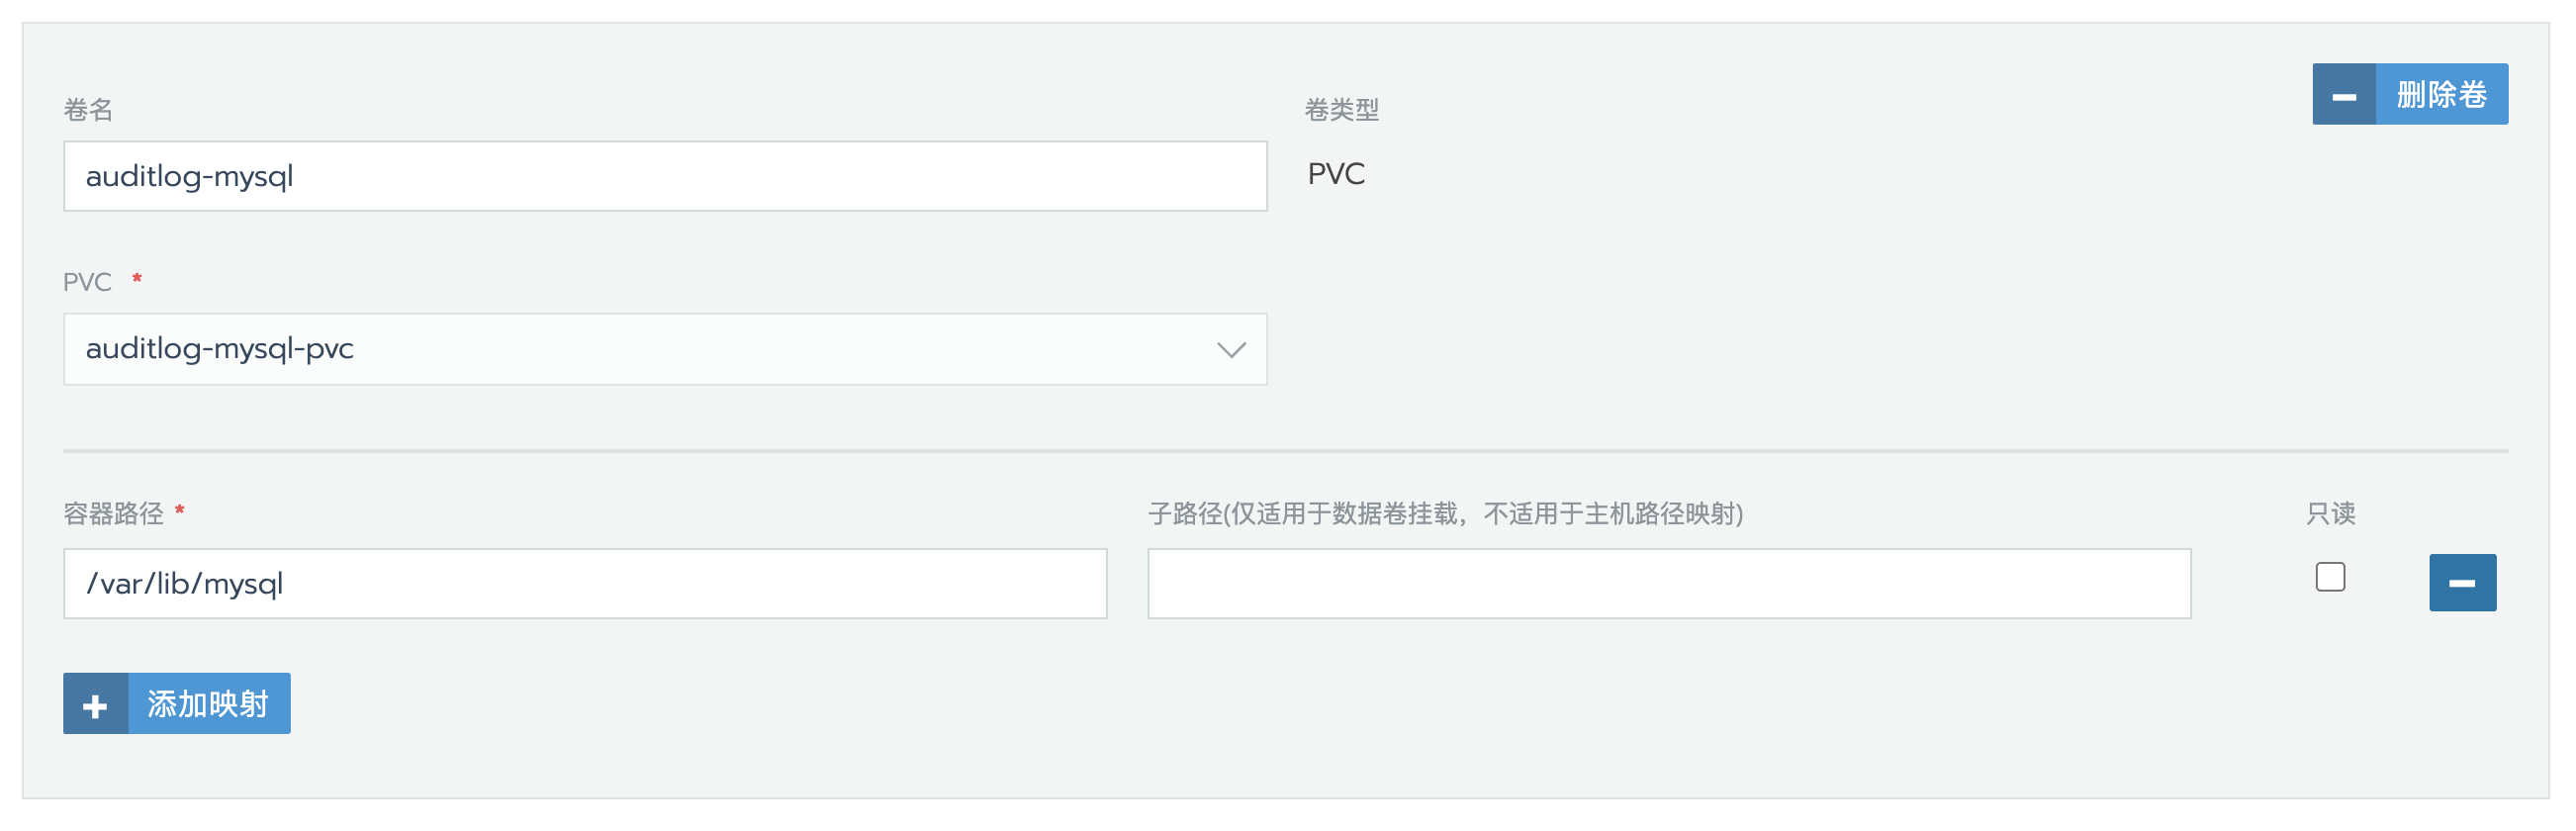 删除卷
卷名
卷类型
auditlog-mysql
PVC
PVC *
auditlog-mysql-pvc
容器路径 *
子路径(仅适用于数据卷挂载，不适用于主机路径映射)
只读
/var/lib/mysql
添加映射